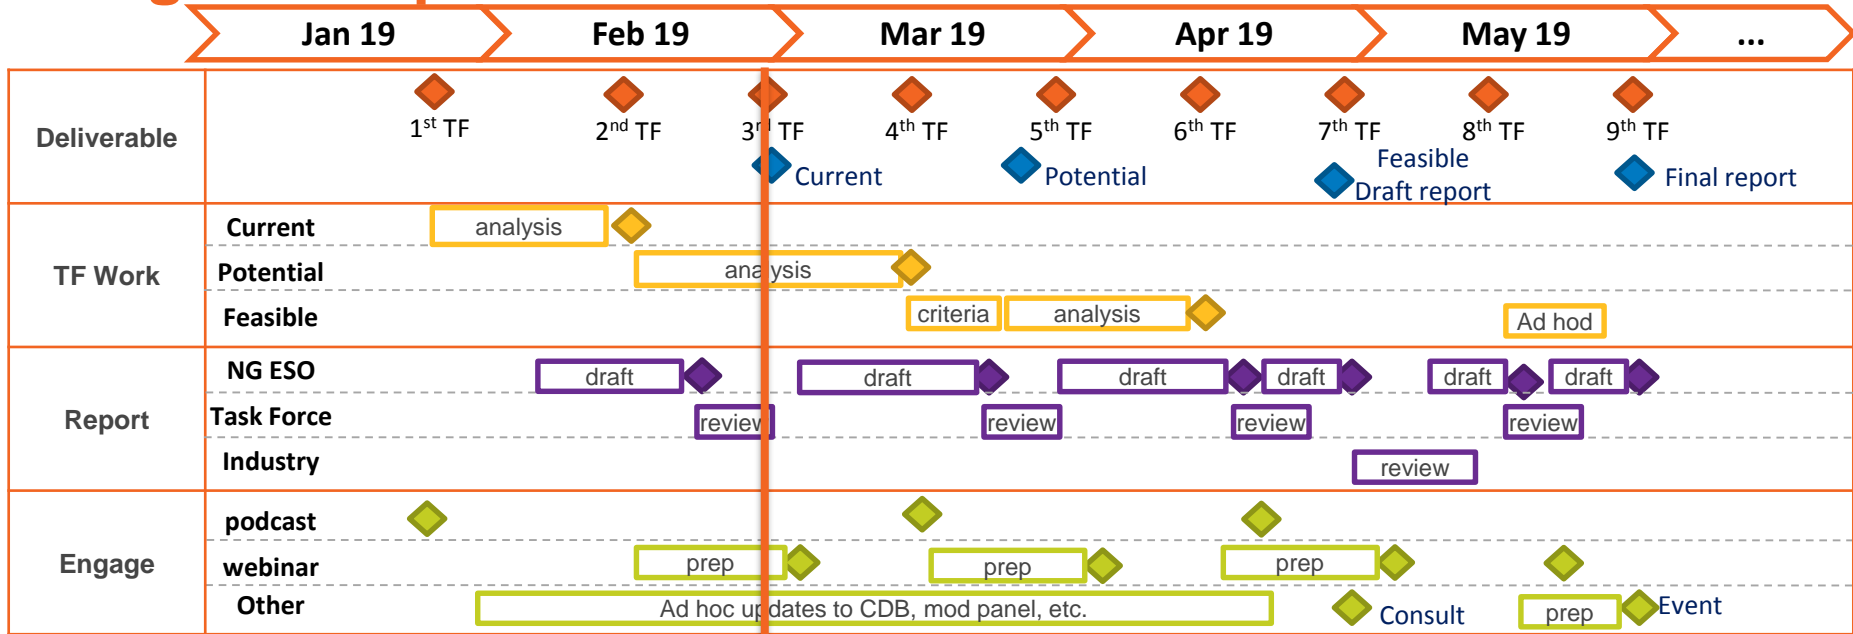 Jan 19 Feb 19 Mar 19 Apr 19 May 19 ...
Deliverable
1st TF 2nd TF 3rd TF 4th TF 5th TF 6th TF 7th TF 8th TF 9th TF
Current Potential Feasible Final report
Draft report
TF Work
Current analysis
Potential analysis
Feasible criteria analysis Ad hod
Report
NG ESO draft draft draft draft draft draft
Task Force review review review review
Industry review
Engage
podcast
webinar prep prep prep
Other Ad hoc updates to CDB, mod panel, etc. Consult prep Event